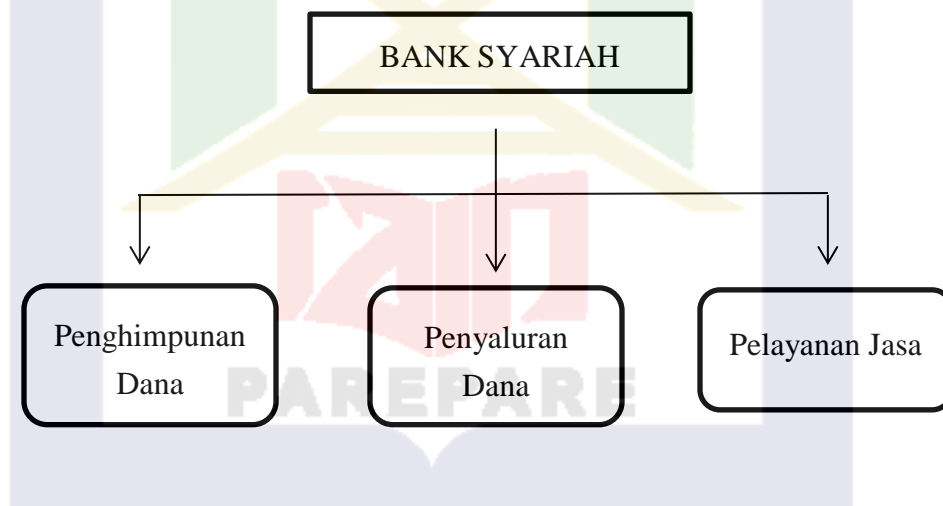 BANK SYARIAH
Penghimpunan
Dana
Penyaluran
Dana
Pelayanan Jasa
PAREPARE